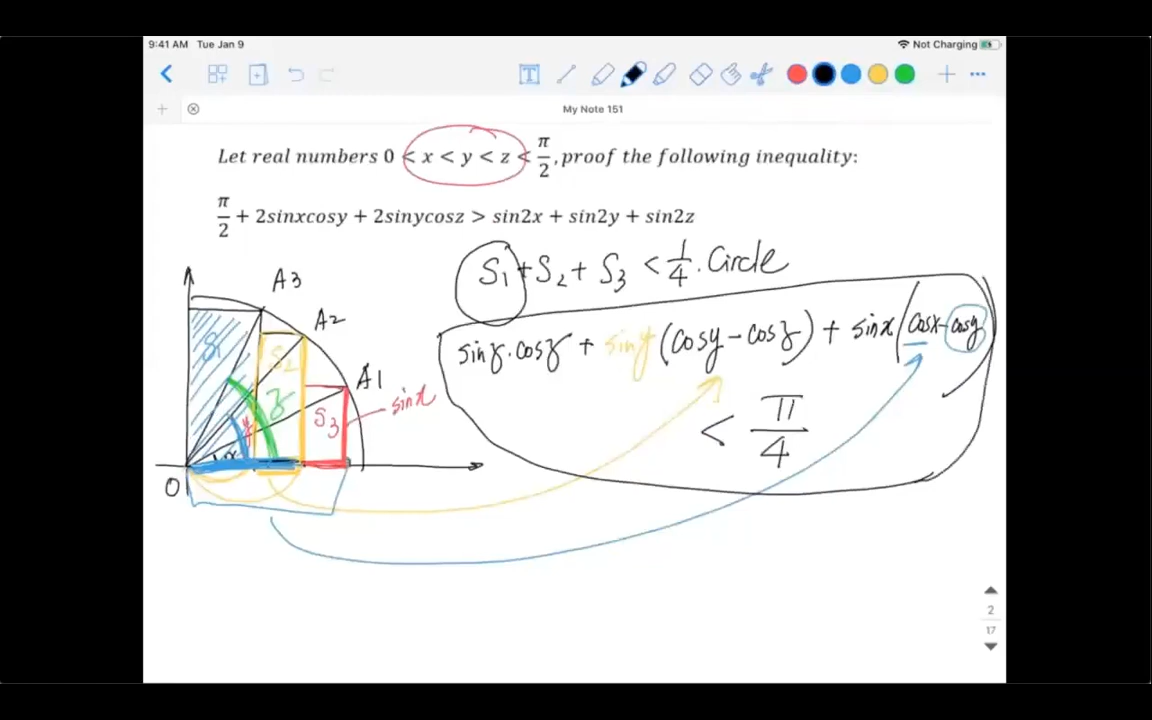 9:41 AM Tue Jan 9
Not Charging
My Note 151
Let real numbers 0 < x < y < z < π/2, proof the following inequality:
π/2 + 2sinxcosy + 2sinycosz > sin2x + sin2y + sin2z
S1 + S2 + S3 < 1/4 . Circle
A3
A2
A1
S1
S2
S3
sinx
z
y
x
O
sinz.cosz + siny (cosy - cosz) + sinx (cosx - cosy)
< π/4
2
17